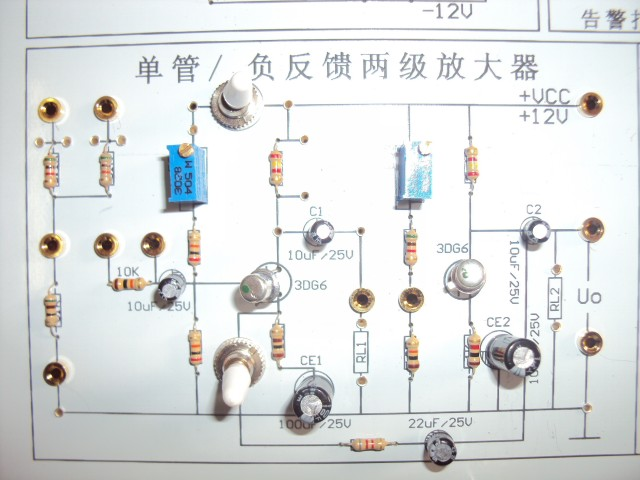 -12V
告警指
单管/负反馈两级放大器
+VCC
+12V
W 504
C1
C2
10uF/25V
3DG6
10uF/25V
10K
3DG6
10uF/25V
RL2
Uo
CE2
RL1
CE1
100uF/25V
22uF/25V